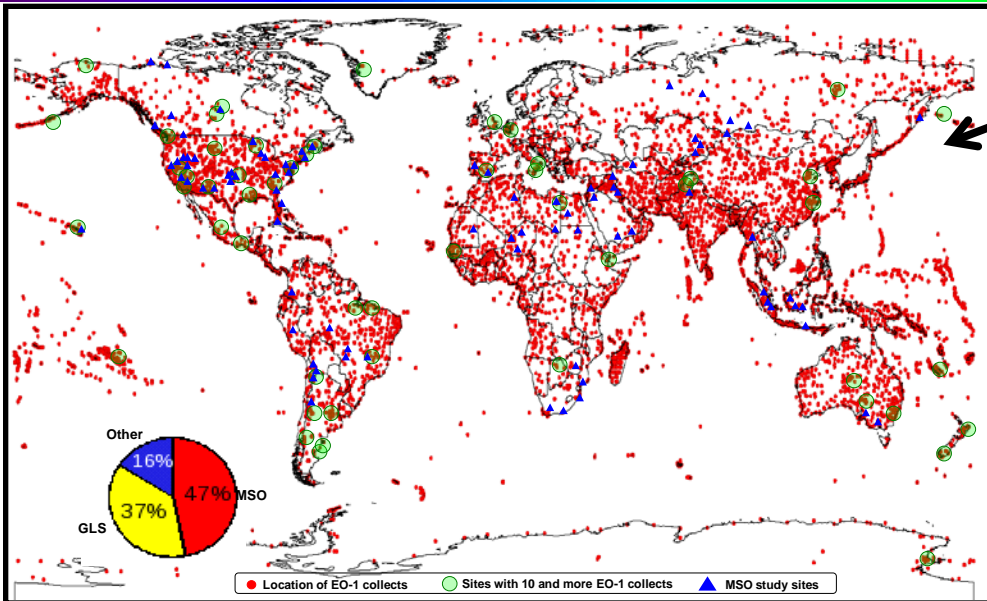 Other
16%
47% MSO
37%
GLS
Location of EO-1 collects Sites with 10 and more EO-1 collects MSO study sites